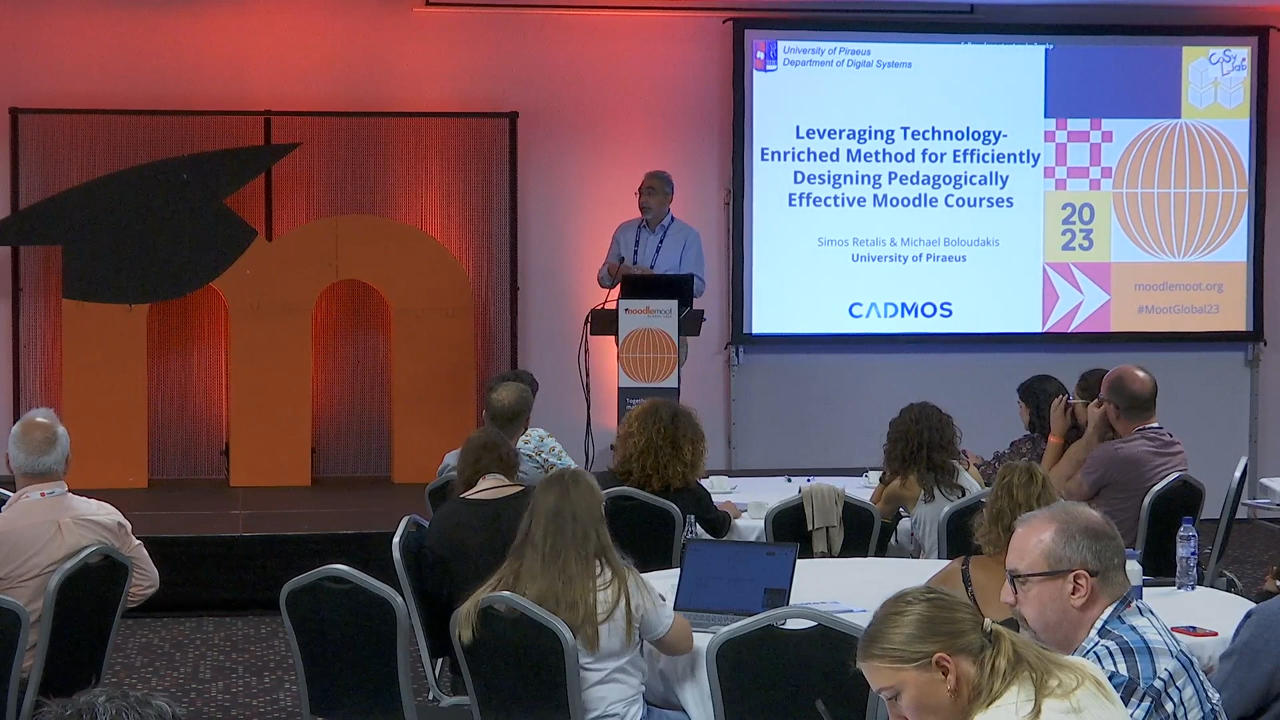 University of Piraeus
Department of Digital Systems
CoSy
Llab
Leveraging Technology-
Enriched Method for Efficiently
Designing Pedagogically
Effective Moodle Courses
Simos Retalis & Michael Boloudakis
University of Piraeus
CADMOS
20
23
moodlemoot.org
#MootGlobal23
m
moodlemoot